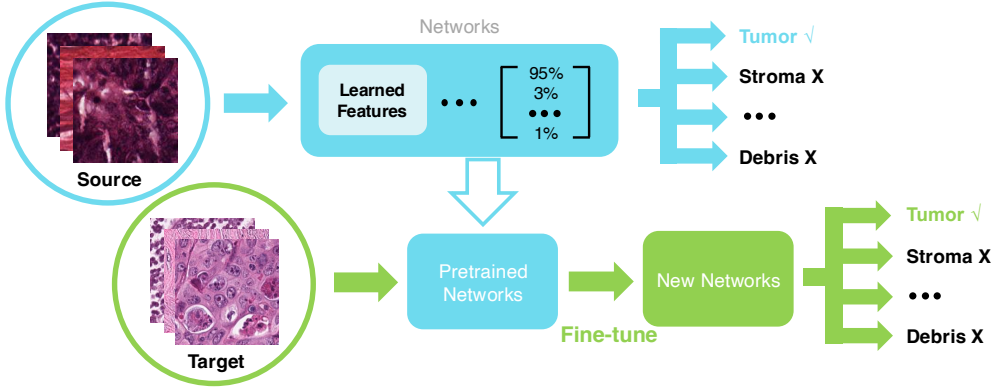 Networks
Learned
Features
•••
95%
3%
•••
1%
Tumor √
Stroma X
•••
Debris X
Source
Pretrained
Networks
New Networks
Fine-tune
Tumor √
Stroma X
•••
Debris X
Target